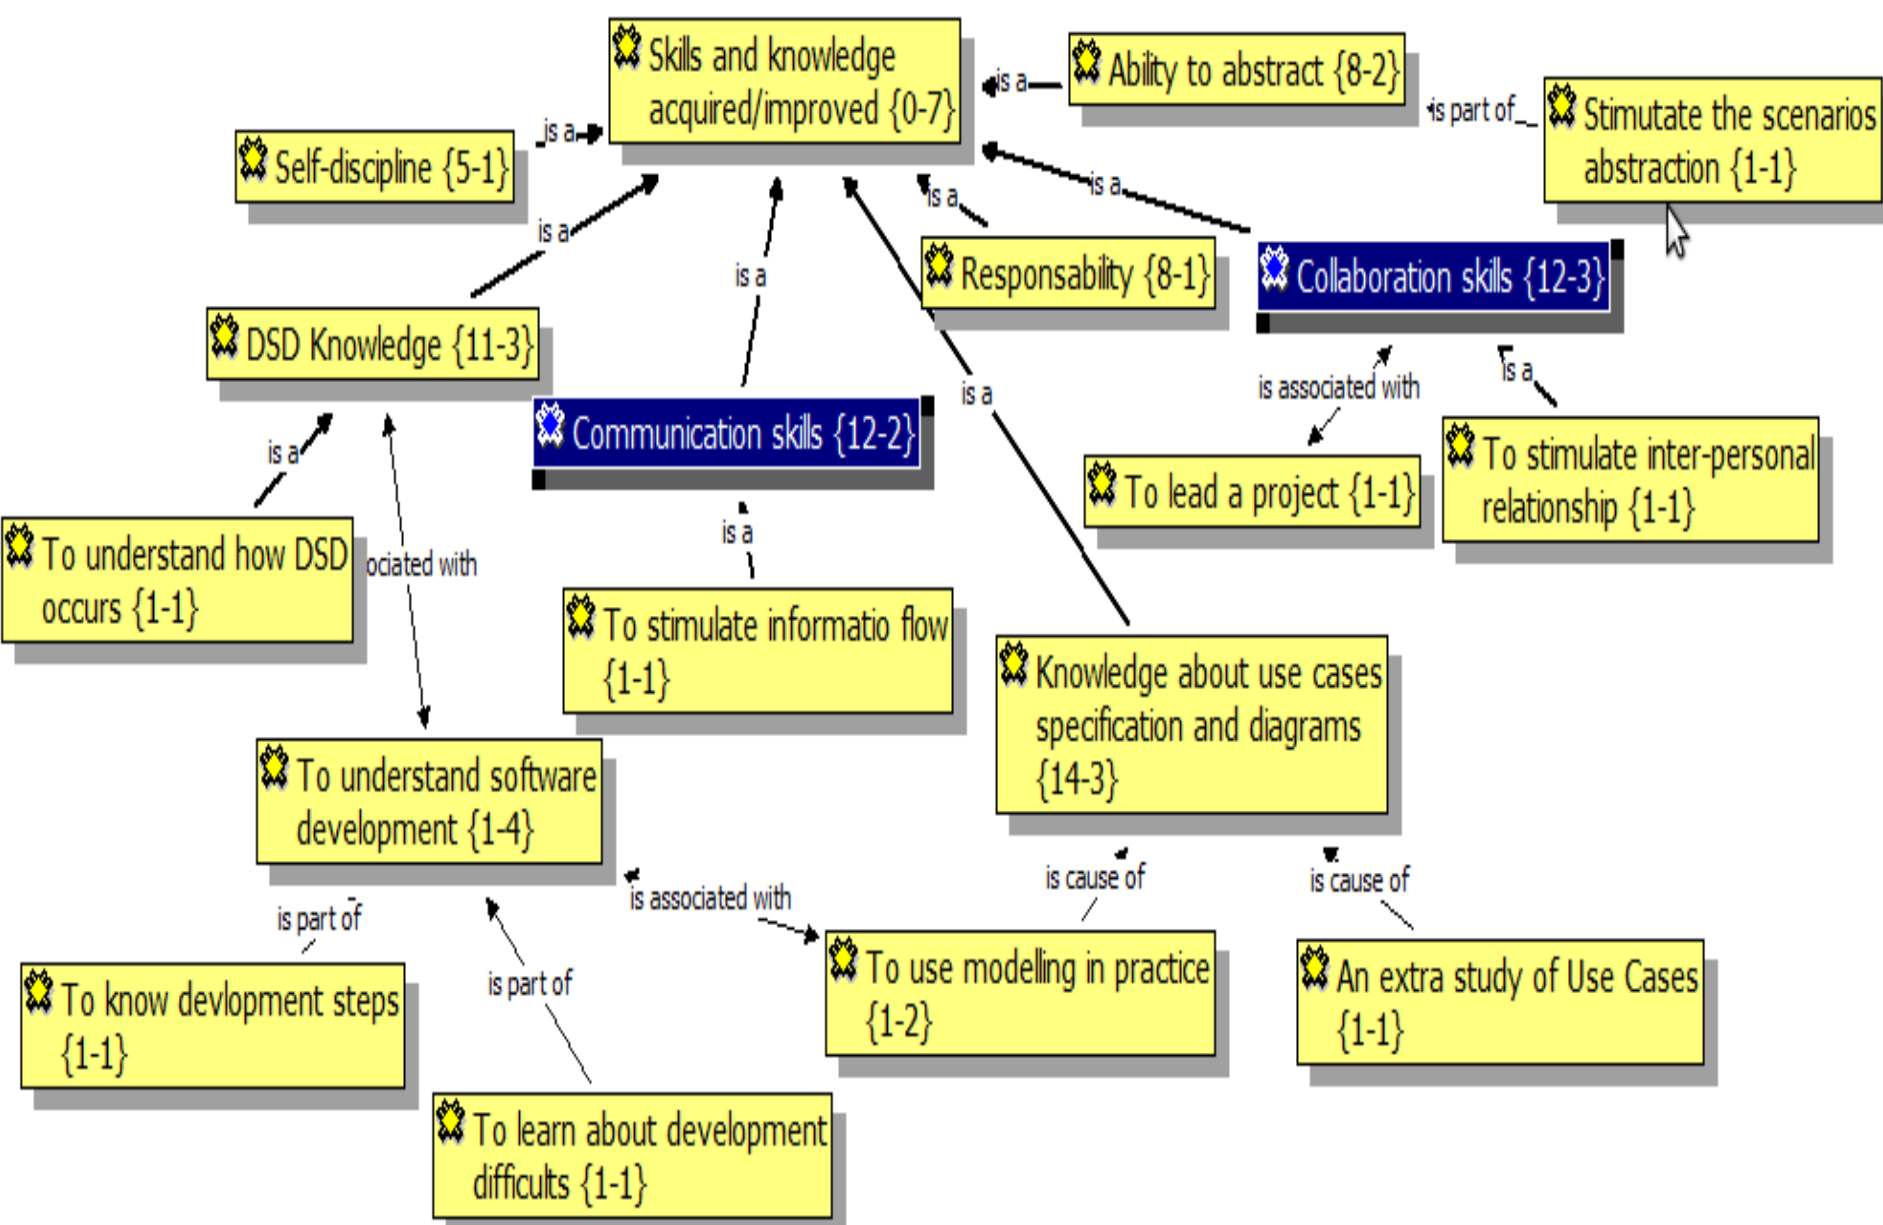 Skills and knowledge
acquired/improved {0-7}
is a
Ability to abstract {8-2}
is part of
Stimutate the scenarios
abstraction {1-1}
is a
Self-discipline {5-1}
is a
is a
is a
is a
is a
Responsability {8-1}
Collaboration skills {12-3}
DSD Knowledge {11-3}
is a
is associated with
is a
Communication skills {12-2}
is a
To lead a project {1-1}
To stimulate inter-personal
relationship {1-1}
To understand how DSD
occurs {1-1}
ociated with
is a
To stimulate informatio flow
{1-1}
Knowledge about use cases
specification and diagrams
{14-3}
To understand software
development {1-4}
is associated with
is cause of
is cause of
is part of
is part of
To use modelling in practice
{1-2}
An extra study of Use Cases
{1-1}
To know devlopment steps
{1-1}
To learn about development
difficults {1-1}